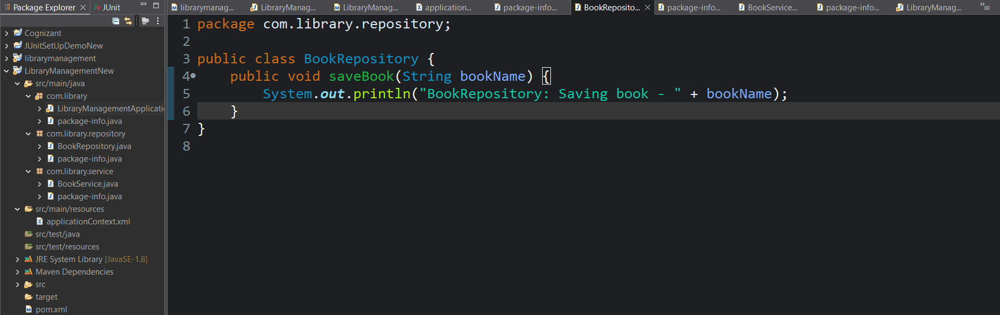 Package Explorer
JUnit
Cognizant
JUnitSetUpDemoNew
librarymanagement
LibraryManagementNew
src/main/java
com.library
LibraryManagementApplicati
package-info.java
com.library.repository
BookRepository.java
package-info.java
com.library.service
BookService.java
package-info.java
src/main/resources
applicationContext.xml
src/test/java
src/test/resources
JRE System Library [JavaSE-1.8]
Maven Dependencies
src
target
pom.xml
librarymanag... LibraryManag... LibraryManag... application... package-info... BookReposito... package-info... BookService... package-info... LibraryManag... »89
1 package com.library.repository;
2
3 public class BookRepository {
4 public void saveBook(String bookName) {
5 System.out.println("BookRepository: Saving book - " + bookName);
6 }
7 }
8